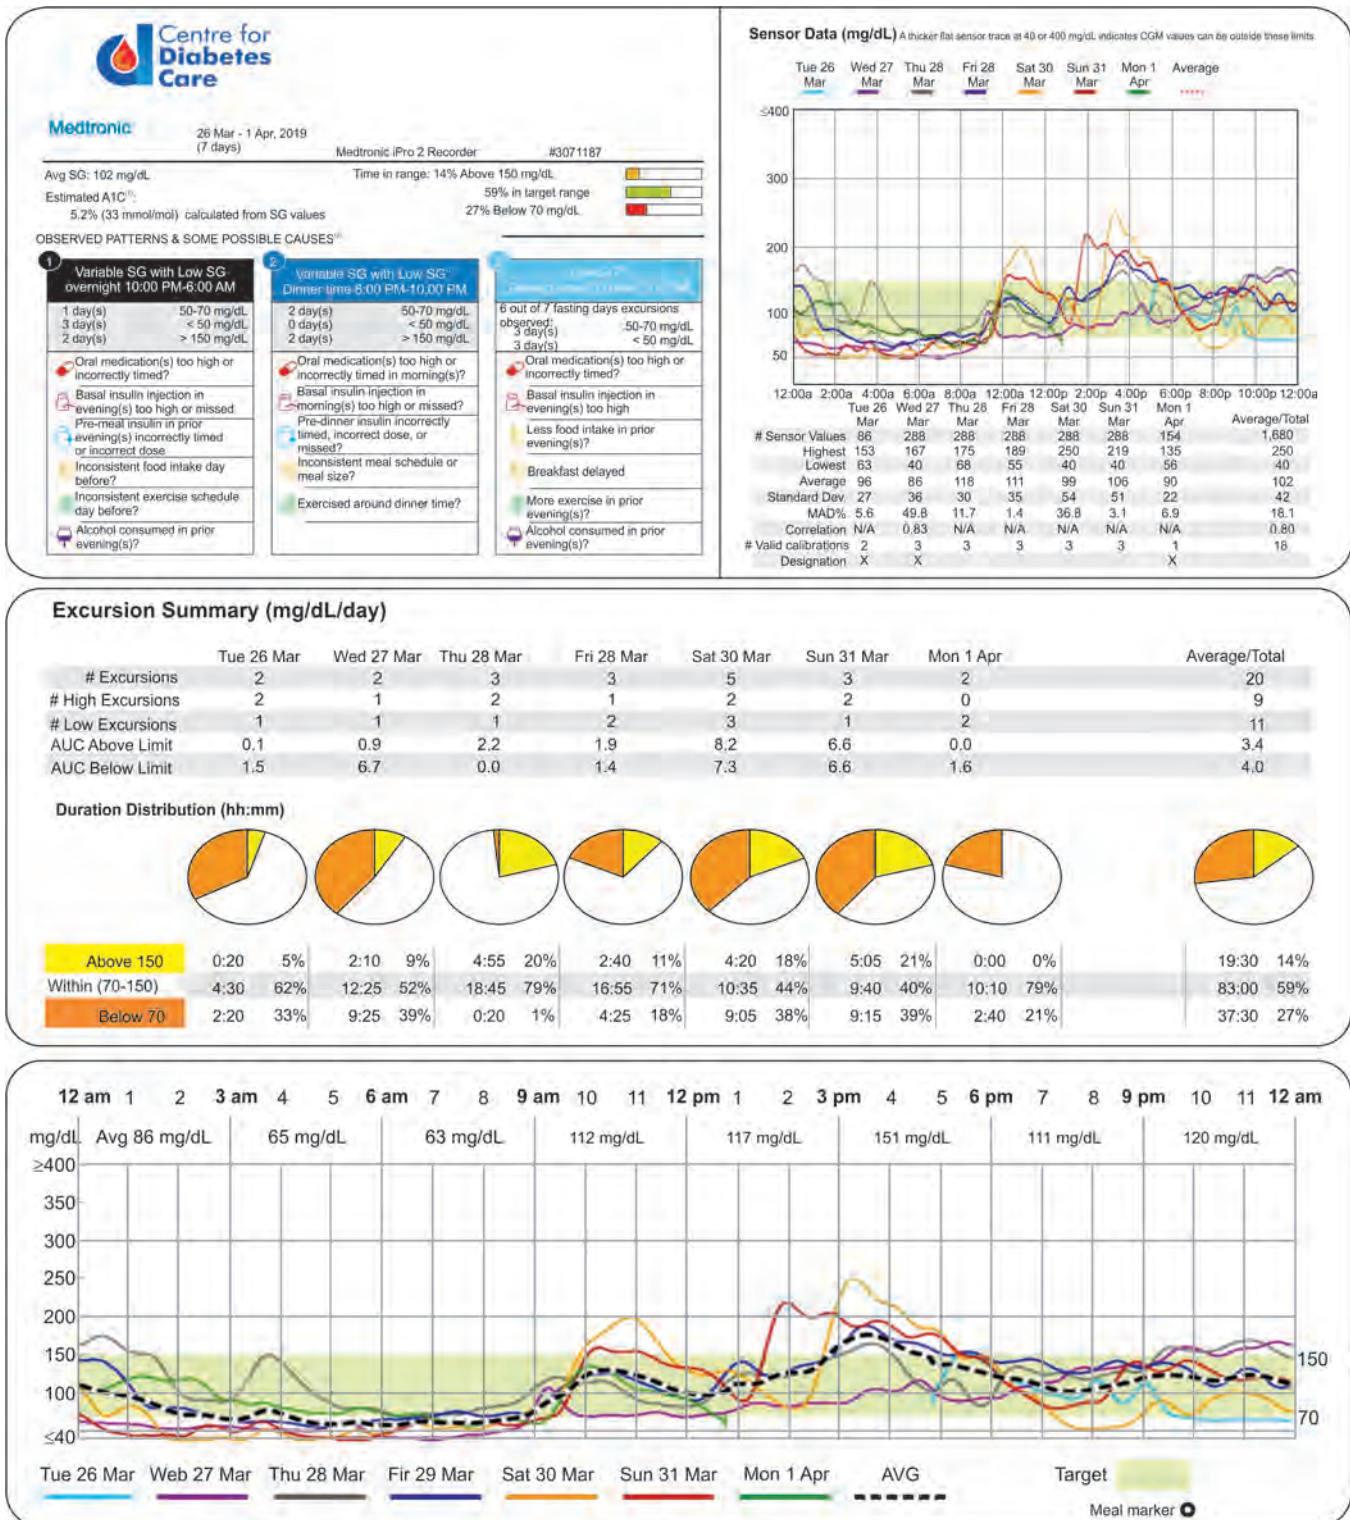 Centre for
Diabetes
Care
Medtronic
26 Mar - 1 Apr, 2019
(7 days)
Medtronic iPro 2 Recorder #3071187
Avg SG: 102 mg/dL
Time in range: 14% Above 150 mg/dL
Estimated A1C(1):
59% in target range
5.2% (33 mmol/mol) calculated from SG values
27% Below 70 mg/dL
OBSERVED PATTERNS & SOME POSSIBLE CAUSES
1
Variable SG with Low SG
overnight 10:00 PM-6:00 AM
1 day(s) 50-70 mg/dL
3 day(s) < 50 mg/dL
2 day(s) > 150 mg/dL
Oral medication(s) too high or
incorrectly timed?
Basal insulin injection in
evening(s) too high or missed
Pre-meal insulin in prior
evening(s) incorrectly timed
or incorrect dose
Inconsistent food intake day
before?
Inconsistent exercise schedule
day before?
Alcohol consumed in prior
evening(s)?
2
Variable SG with Low SG
Dinner time 6:00 PM-10.00 PM
2 day(s) 50-70 mg/dL
0 day(s) < 50 mg/dL
2 day(s) > 150 mg/dL
Oral medication(s) too high or
incorrectly timed in morning(s)?
Basal insulin injection in
morning(s) too high or missed?
Pre-dinner insulin incorrectly
timed, incorrect dose, or
missed?
Inconsistent meal schedule or
meal size?
Exercised around dinner time?
6 out of 7 fasting days excursions
observed:
3 day(s) 50-70 mg/dL
3 day(s) < 50 mg/dL
Oral medication(s) too high or
incorrectly timed?
Basal insulin injection in
evening(s) too high
Less food intake in prior
evening(s)?
Breakfast delayed
More exercise in prior
evening(s)?
Alcohol consumed in prior
evening(s)?
Sensor Data (mg/dL) A thicker flat sensor trace at 40 or 400 mg/dL indicates CGM values can be outside these limits
Tue 26 Wed 27 Thu 28 Fri 28 Sat 30 Sun 31 Mon 1 Average
Mar Mar Mar Mar Mar Mar Apr
≤400
300
200
100
50
12:00a 2:00a 4:00a 6:00a 8:00a 12:00a 12:00p 2:00p 4:00p 6:00p 8:00p 10:00p 12:00a
Tue 26 Wed 27 Thu 28 Fri 28 Sat 30 Sun 31 Mon 1
Mar Mar Mar Mar Mar Mar Apr Average/Total
# Sensor Values 86 288 288 288 288 288 154 1,680
Highest 153 167 175 189 250 219 135 250
Lowest 63 40 68 55 40 40 56 40
Average 96 86 118 111 99 106 90 102
Standard Dev. 27 36 30 35 54 51 22 42
MAD% 5.6 49.8 11.7 1.4 36.8 3.1 6.9 18.1
Correlation N/A 0.83 N/A N/A N/A N/A N/A 0.80
# Valid calibrations 2 3 3 3 3 3 1 18
Designation X X X
Excursion Summary (mg/dL/day)
Tue 26 Mar Wed 27 Mar Thu 28 Mar Fri 28 Mar Sat 30 Mar Sun 31 Mar Mon 1 Apr Average/Total
# Excursions 2 2 3 3 5 3 2 20
# High Excursions 2 1 2 1 2 2 0 9
# Low Excursions 1 1 1 2 3 1 2 11
AUC Above Limit 0.1 0.9 2.2 1.9 8.2 6.6 0.0 3.4
AUC Below Limit 1.5 6.7 0.0 1.4 7.3 6.6 1.6 4.0
Duration Distribution (hh:mm)
Above 150 0:20 5% 2:10 9% 4:55 20% 2:40 11% 4:20 18% 5:05 21% 0:00 0% 19:30 14%
Within (70-150) 4:30 62% 12:25 52% 18:45 79% 16:55 71% 10:35 44% 9:40 40% 10:10 79% 83:00 59%
Below 70 2:20 33% 9:25 39% 0:20 1% 4:25 18% 9:05 38% 9:15 39% 2:40 21% 37:30 27%
12 am 1 2 3 am 4 5 6 am 7 8 9 am 10 11 12 pm 1 2 3 pm 4 5 6 pm 7 8 9 pm 10 11 12 am
mg/dL Avg 86 mg/dL 65 mg/dL 63 mg/dL 112 mg/dL 117 mg/dL 151 mg/dL 111 mg/dL 120 mg/dL
≥400
350
300
250
200
150 150
100
70
≤40
Tue 26 Mar Web 27 Mar Thu 28 Mar Fir 29 Mar Sat 30 Mar Sun 31 Mar Mon 1 Apr AVG Target
Meal marker